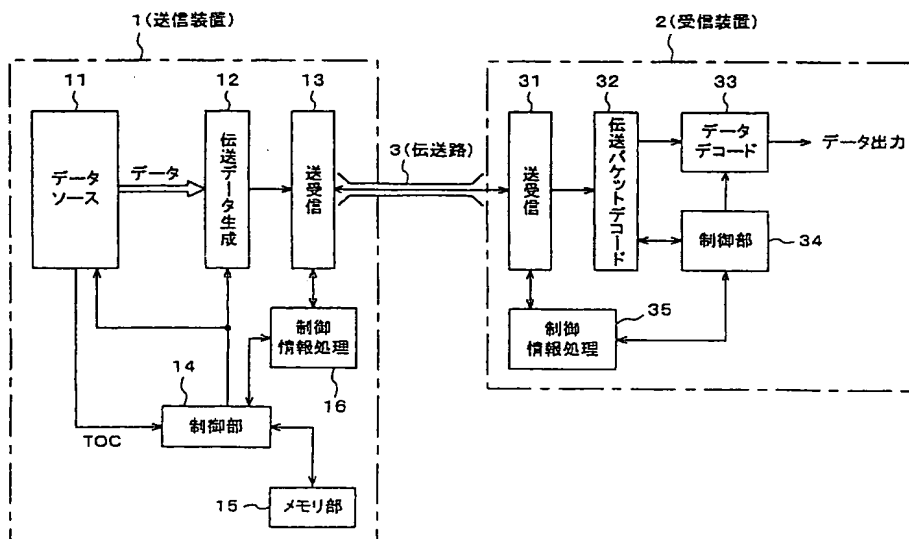 1(送信装置)
2(受信装置)
11
12
13
31
32
33
データ
ソース
データ
伝送データ生成
送受信
3(伝送路)
送受信
伝送パケットデコード
データ
デコード
データ出力
制御部
34
制御
情報処理
16
制御
情報処理
35
14
制御部
TOC
15
メモリ部